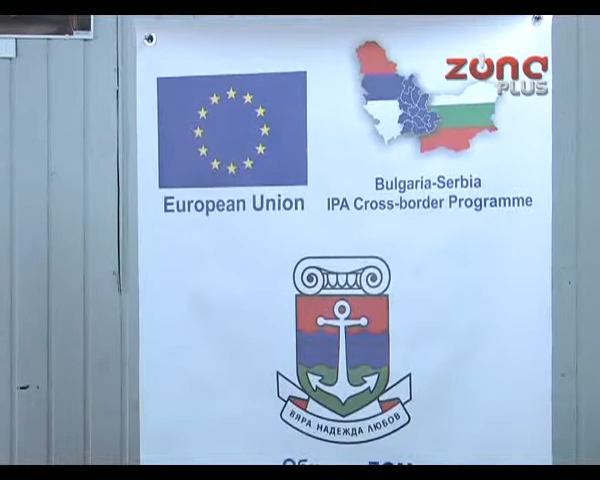 ZONA
PLUS
European Union
Bulgaria-Serbia
IPA Cross-border Programme
ВЯРА НАДЕЖДА ЛЮБОВ